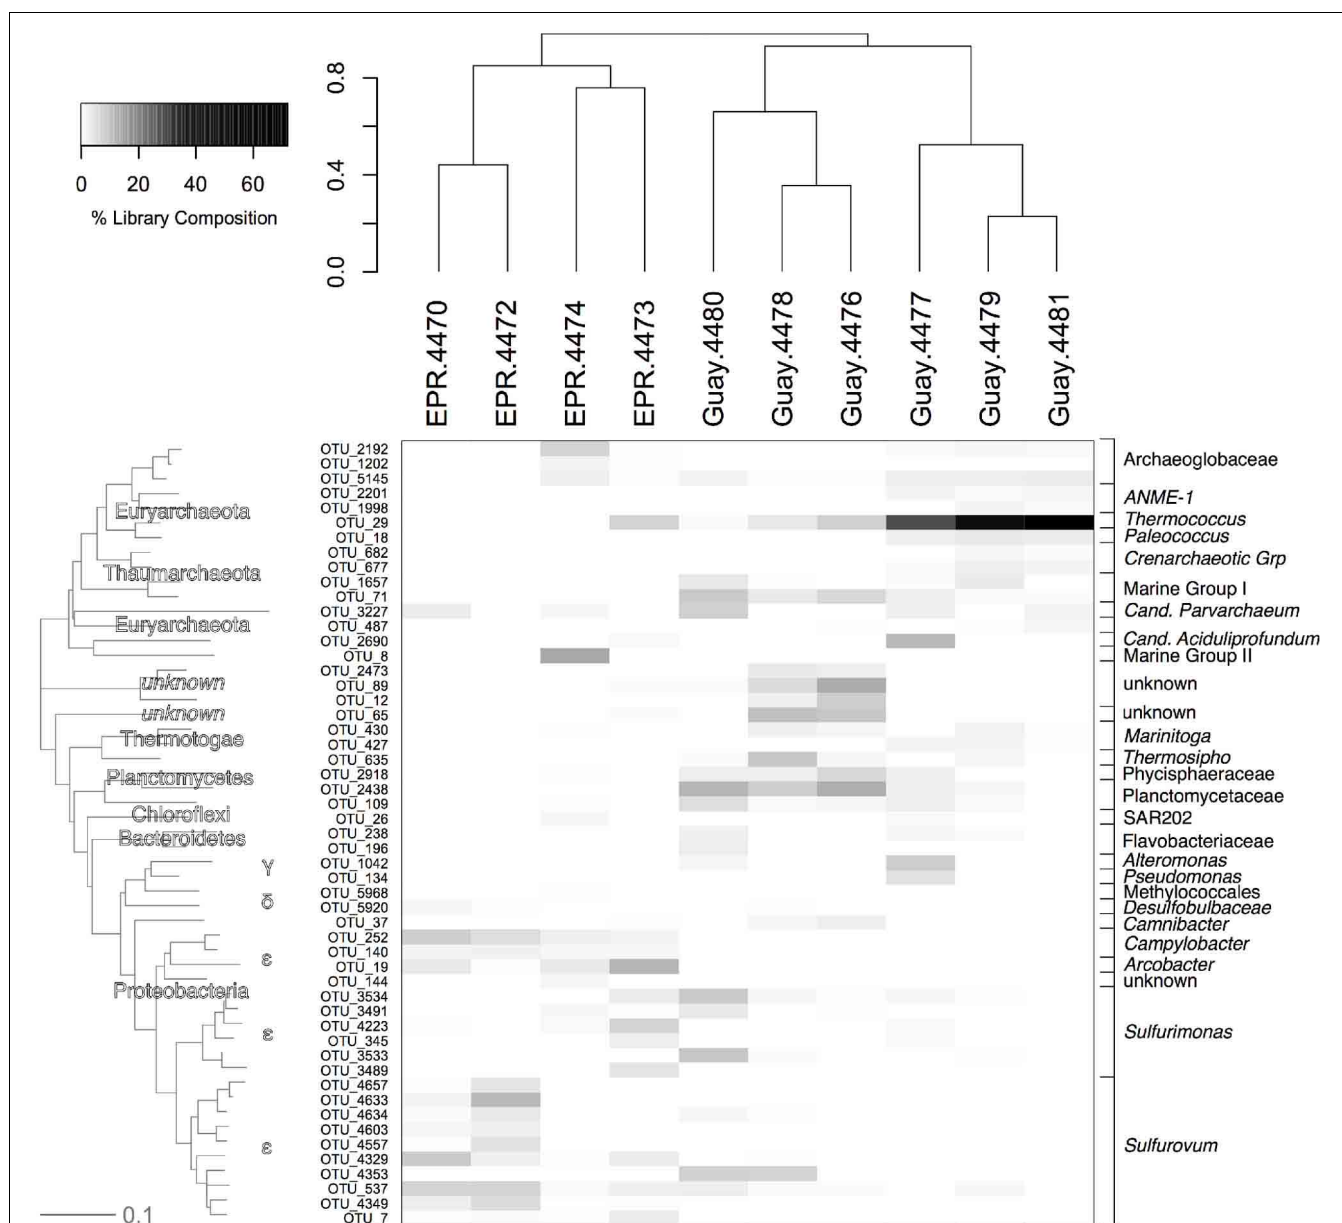 0.8
0.4
0.0
0 20 40 60
% Library Composition
EPR.4470 EPR.4472 EPR.4474 EPR.4473 Guay.4480 Guay.4478 Guay.4476 Guay.4477 Guay.4479 Guay.4481
OTU_2192
OTU_1202
OTU_5145
OTU_2201
OTU_1998
OTU_29
OTU_18
OTU_682
OTU_677
OTU_1657
OTU_71
OTU_3227
OTU_487
OTU_2690
OTU_8
OTU_2473
OTU_89
OTU_12
OTU_65
OTU_430
OTU_427
OTU_635
OTU_2918
OTU_2438
OTU_109
OTU_26
OTU_238
OTU_196
OTU_1042
OTU_134
OTU_5968
OTU_5920
OTU_37
OTU_252
OTU_140
OTU_19
OTU_144
OTU_3534
OTU_3491
OTU_4223
OTU_345
OTU_3533
OTU_3489
OTU_4657
OTU_4633
OTU_4634
OTU_4603
OTU_4557
OTU_4329
OTU_4353
OTU_537
OTU_4349
OTU_7
Euryarchaeota
Thaumarchaeota
Euryarchaeota
unknown
unknown
Thermotogae
Planctomycetes
Chloroflexi
Bacteroidetes
γ
δ
ε
Proteobacteria
ε
ε
0.1
Archaeoglobaceae
ANME-1
Thermococcus
Paleococcus
Crenarchaeotic Grp
Marine Group I
Cand. Parvarchaeum
Cand. Aciduliprofundum
Marine Group II
unknown
unknown
Marinitoga
Thermosipho
Phycisphaeraceae
Planctomycetaceae
SAR202
Flavobacteriaceae
Alteromonas
Pseudomonas
Methylococcales
Desulfobulbaceae
Camnibacter
Campylobacter
Arcobacter
unknown
Sulfurimonas
Sulfurovum